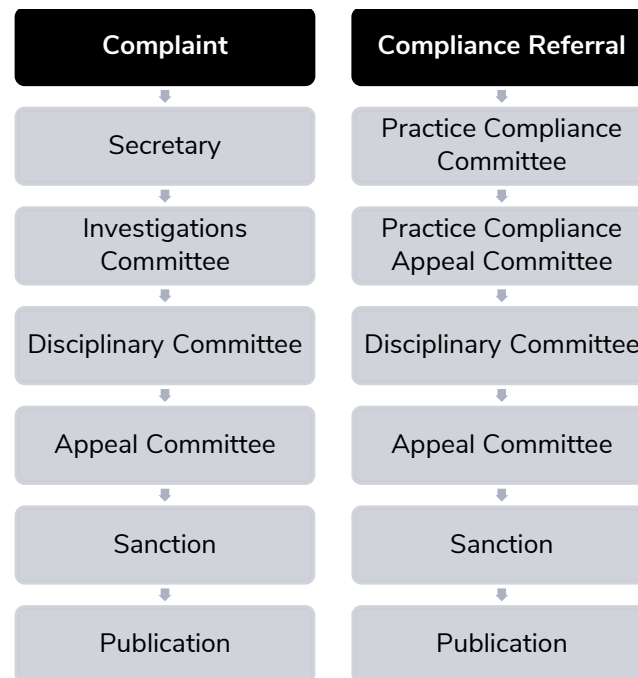 Complaint
Secretary
Investigations
Committee
Disciplinary Committee
Appeal Committee
Sanction
Publication
Compliance Referral
Practice Compliance
Committee
Practice Compliance
Appeal Committee
Disciplinary Committee
Appeal Committee
Sanction
Publication